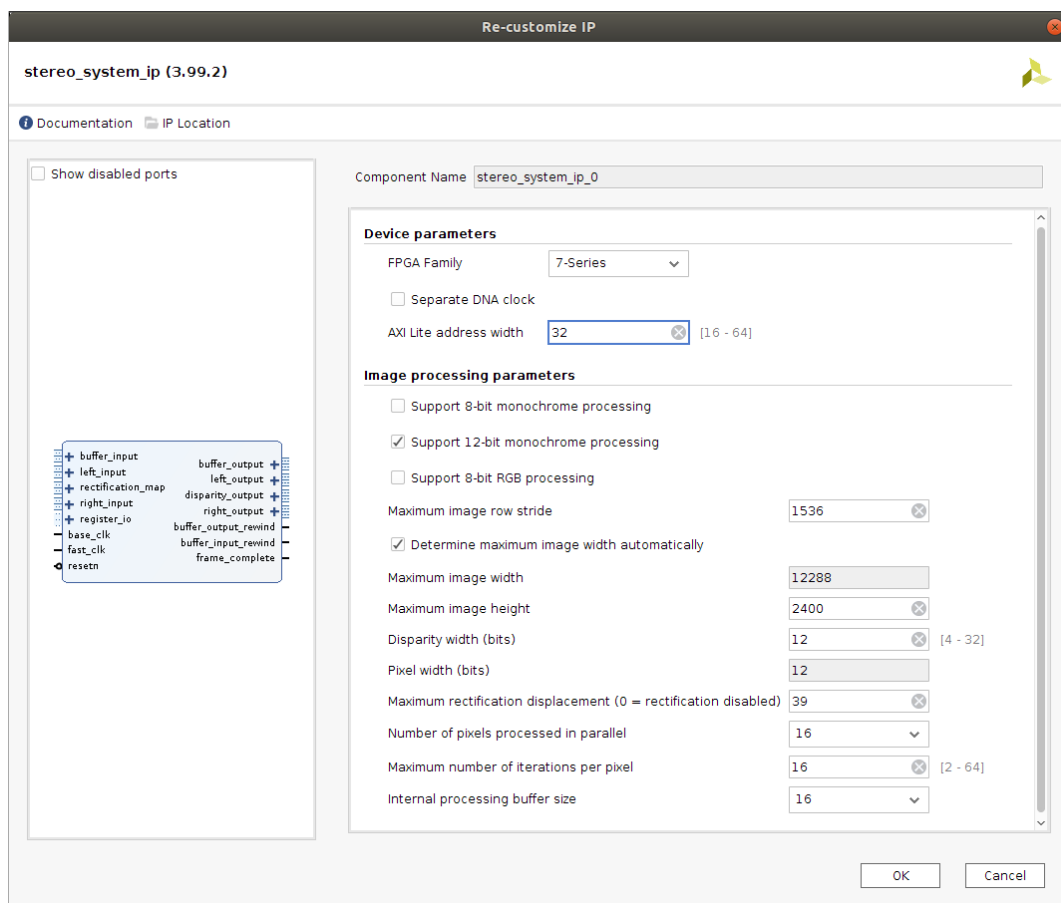 Re-customize IP
stereo_system_ip (3.99.2)
Documentation IP Location
Show disabled ports
buffer_input
left_input
rectification_map
right_input
register_io
base_clk
fast_clk
resetn
buffer_output
left_output
disparity_output
right_output
buffer_output_rewind
buffer_input_rewind
frame_complete
Component Name stereo_system_ip_0
Device parameters
FPGA Family 7-Series
Separate DNA clock
AXI Lite address width 32 [16 - 64]
Image processing parameters
Support 8-bit monochrome processing
Support 12-bit monochrome processing
Support 8-bit RGB processing
Maximum image row stride 1536
Determine maximum image width automatically
Maximum image width 12288
Maximum image height 2400
Disparity width (bits) 12 [4 - 32]
Pixel width (bits) 12
Maximum rectification displacement (0 = rectification disabled) 39
Number of pixels processed in parallel 16
Maximum number of iterations per pixel 16 [2 - 64]
Internal processing buffer size 16
OK Cancel